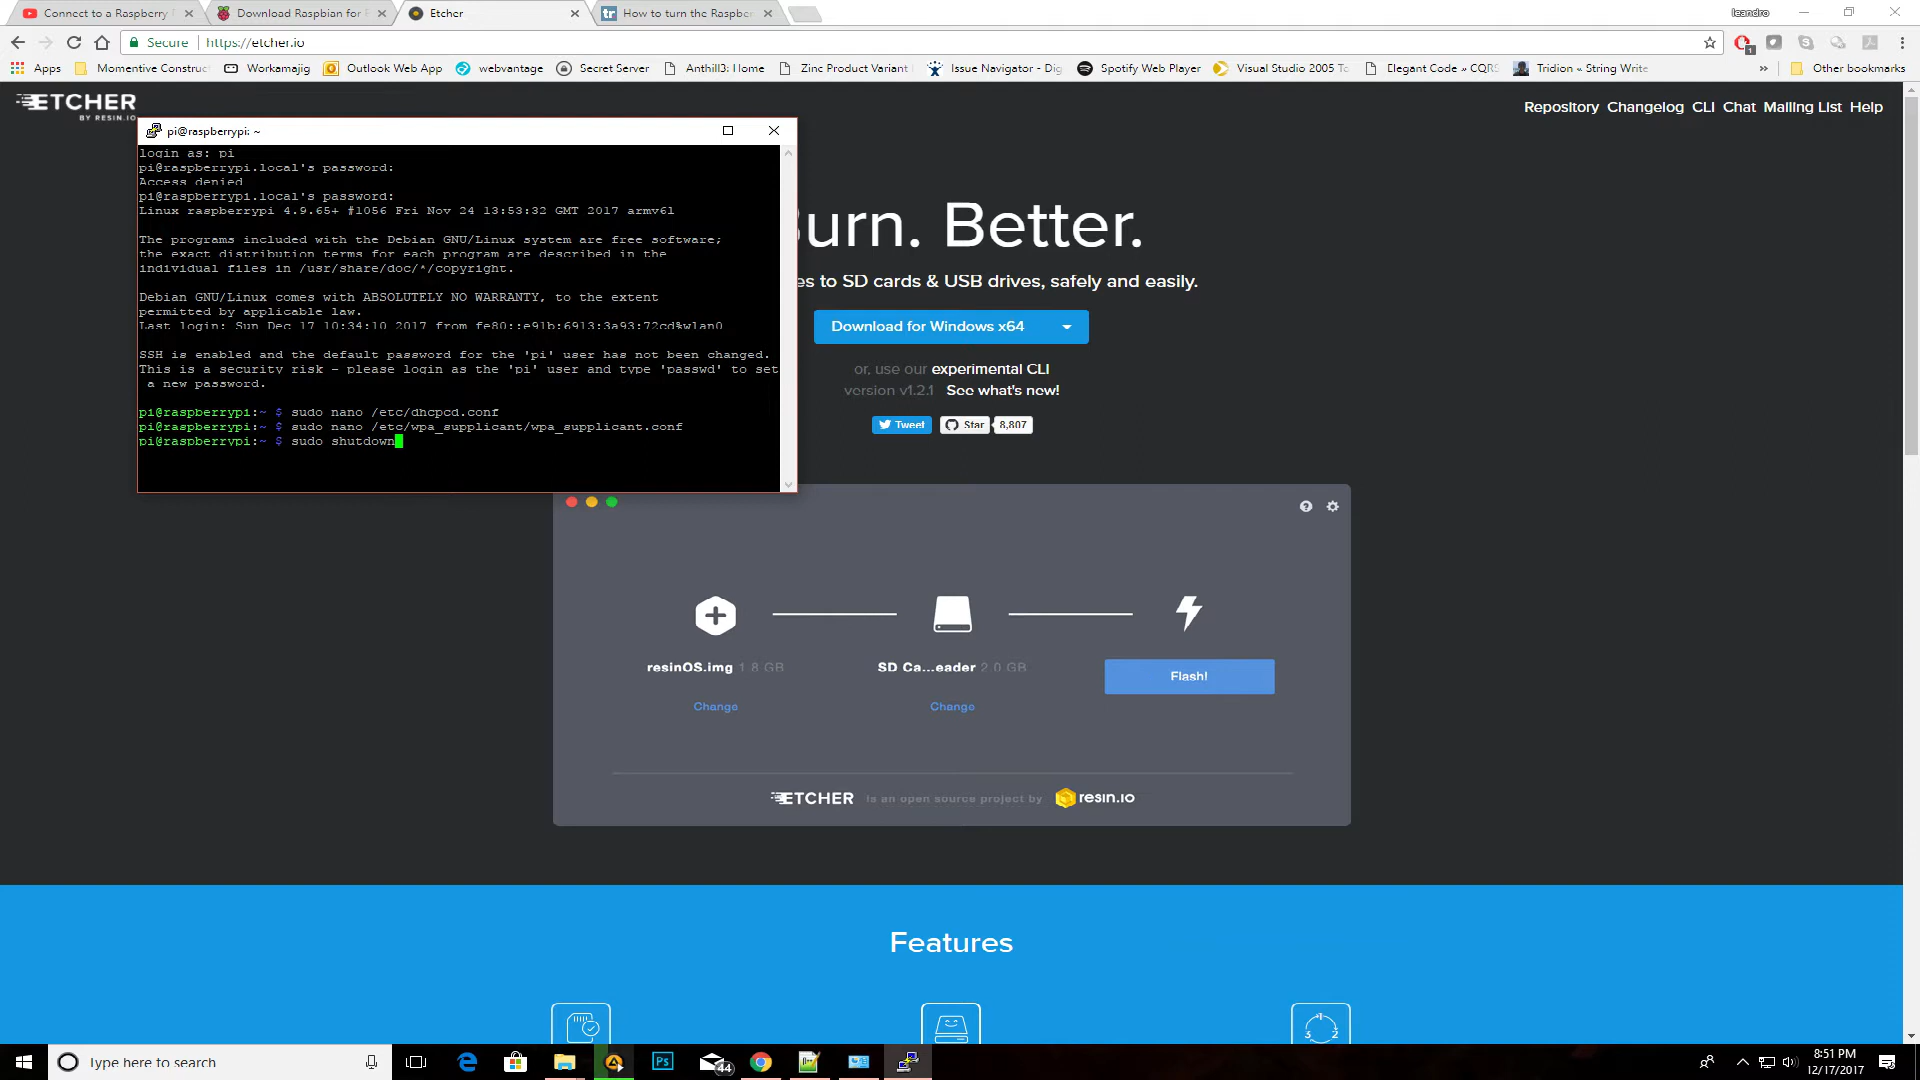 Connect to a Raspberry
Download Raspbian for
Etcher
How to turn the Raspber
leandro
Secure
https://etcher.io
Apps
Momentive Construc
Workamajig
Outlook Web App
webvantage
Secret Server
Anthill3: Home
Zinc Product Variant
Issue Navigator - Dig
Spotify Web Player
Visual Studio 2005 To
Elegant Code » CQRS
Tridion « String Write
Other bookmarks
ETCHER
BY RESIN.IO
Repository Changelog CLI Chat Mailing List Help
pi@raspberrypi: ~
login as: pi
pi@raspberrypi.local's password:
Access denied
pi@raspberrypi.local's password:
Linux raspberrypi 4.9.65+ #1056 Fri Nov 24 13:53:32 GMT 2017 armv6l
The programs included with the Debian GNU/Linux system are free software;
the exact distribution terms for each program are described in the
individual files in /usr/share/doc/*/copyright.
Debian GNU/Linux comes with ABSOLUTELY NO WARRANTY, to the extent
permitted by applicable law.
Last login: Sun Dec 17 10:34:10 2017 from fe80::e91b:6913:3a93:72cd%wlan0
SSH is enabled and the default password for the 'pi' user has not been changed.
This is a security risk - please login as the 'pi' user and type 'passwd' to set
a new password.
pi@raspberrypi:~ $ sudo nano /etc/dhcpcd.conf
pi@raspberrypi:~ $ sudo nano /etc/wpa_supplicant/wpa_supplicant.conf
pi@raspberrypi:~ $ sudo shutdown
urn. Better.
es to SD cards & USB drives, safely and easily.
Download for Windows x64
or, use our experimental CLI
version v1.2.1 See what's new!
Tweet
Star
8,807
resinOS.img 1.8 GB
SD Ca...eader 2.0 GB
Flash!
Change
Change
ETCHER is an open source project by resin.io
Features
Type here to search
Ps
44
8:51 PM
12/17/2017